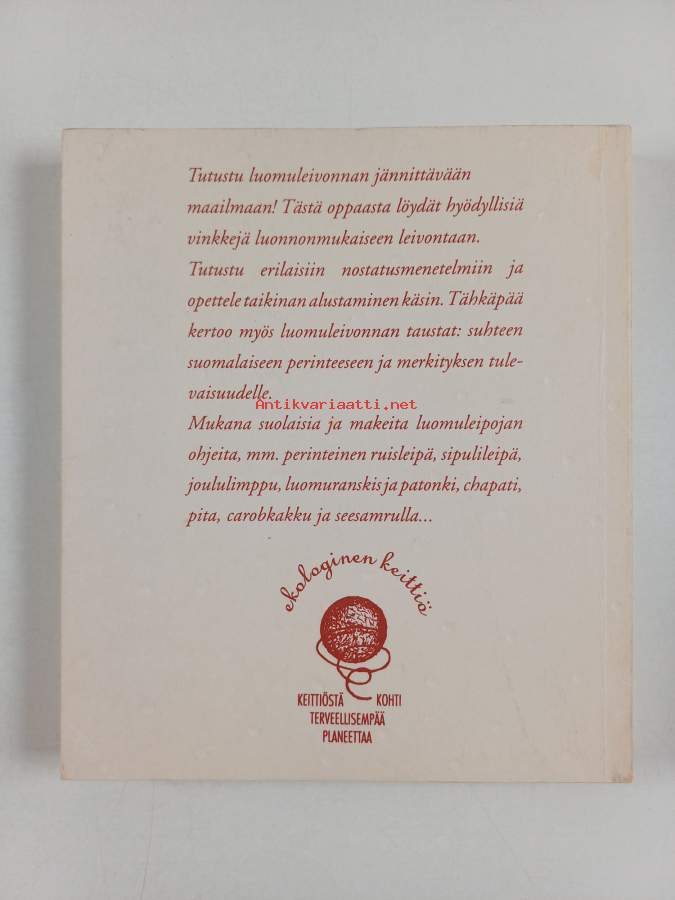 Tutustu luomuleivonnan jännittävään
maailmaan! Tästä oppaasta löydät hyödyllisiä
vinkkejä luonnonmukaiseen leivontaan.
Tutustu erilaisiin nostatusmenetelmiin ja
opettele taikinan alustaminen käsin. Tähkäpää
kertoo myös luomuleivonnan taustat: suhteen
suomalaiseen perinteeseen ja merkityksen tule-
vaisuudelle.
Antikvariaatti.net
Mukana suolaisia ja makeita luomuleipojan
ohjeita, mm. perinteinen ruisleipä, sipulileipä,
joululimppu, luomuranskis ja patonki, chapati,
pita, carobkakku ja seesamrulla...
ekologinen keittiö
KEITTIÖSTÄ KOHTI
TERVEELLISEMPÄÄ
PLANEETTAA